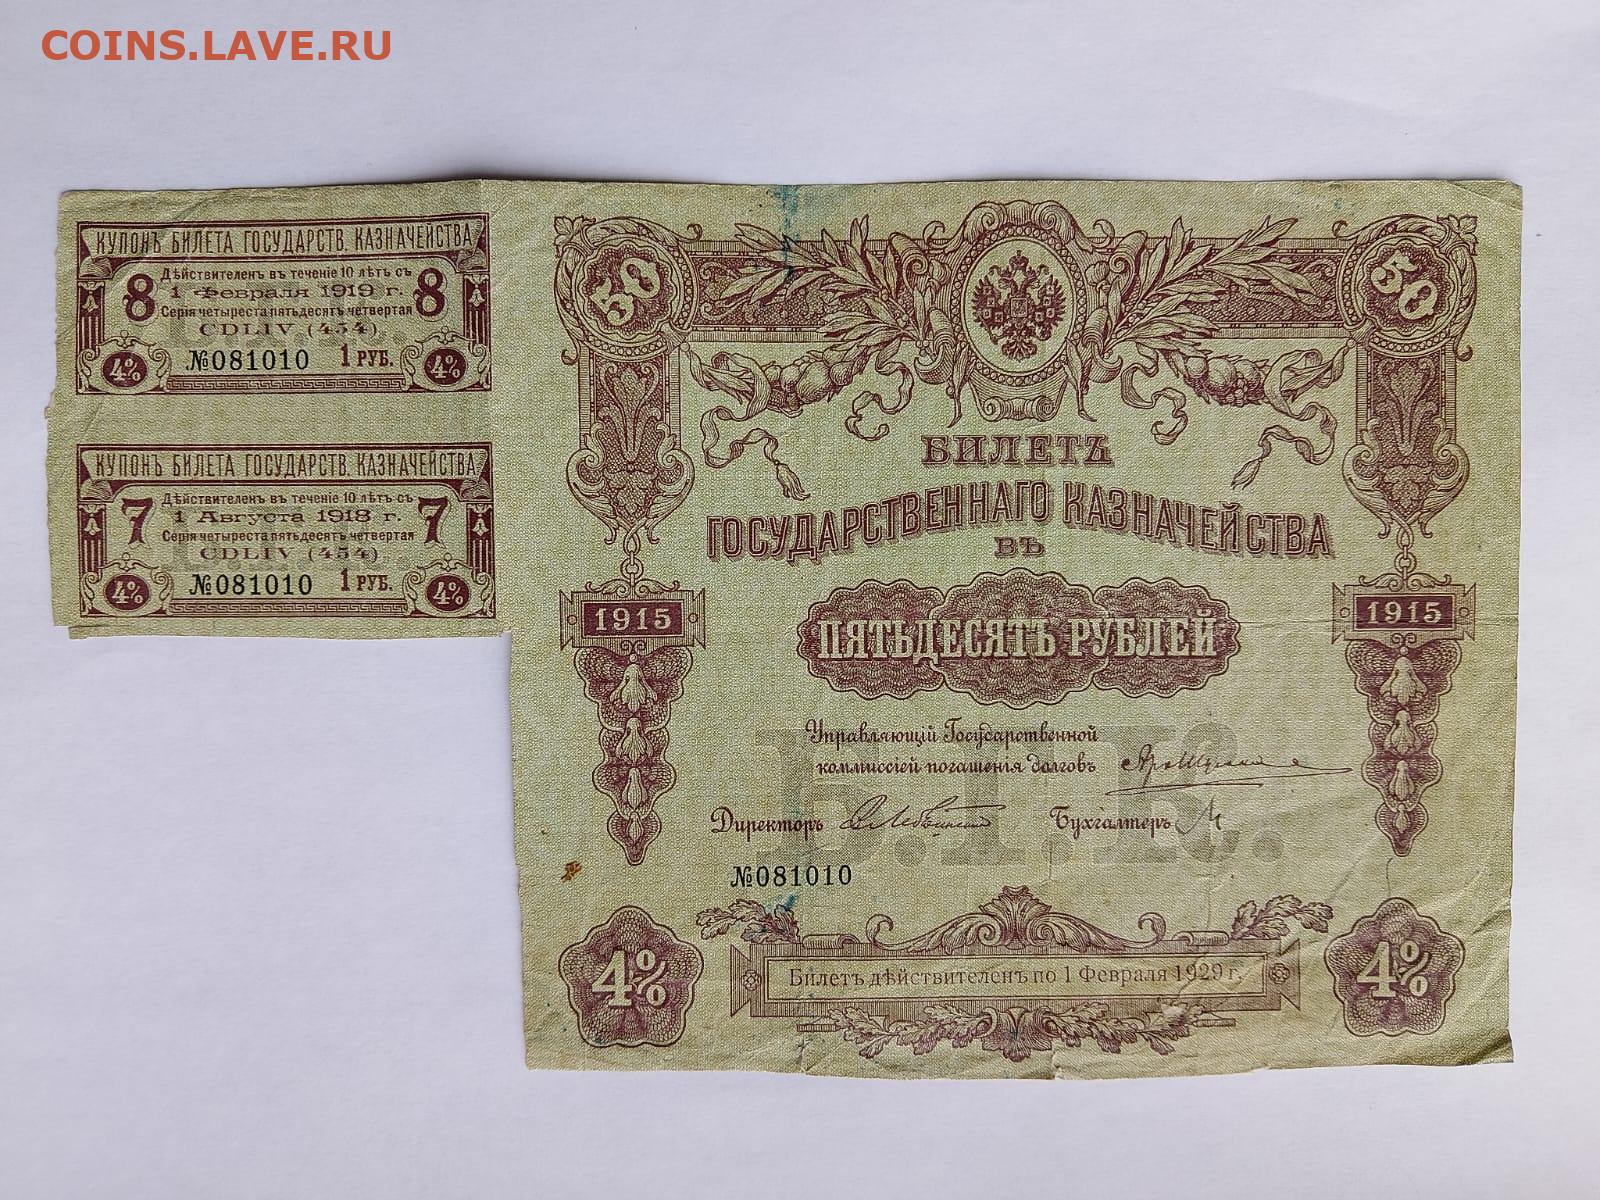 COINS.LAVE.RU
КУПОНЪ БИЛЕТА ГОСУДАРСТВ. КАЗНАЧЕЙСТВА
8 Дѣйствителенъ въ теченіе 10 лѣтъ съ 8
1 Февраля 1919 г.
Серія четыреста пятьдесятъ четвертая
CDLIV (454)
4% №081010 1 РУБ. 4%
КУПОНЪ БИЛЕТА ГОСУДАРСТВ. КАЗНАЧЕЙСТВА
7 Дѣйствителенъ въ теченіе 10 лѣтъ съ 7
1 Августа 1918 г.
Серія четыреста пятьдесятъ четвертая
CDLIV (454)
4% №081010 1 РУБ. 4%
50 50
БИЛЕТЪ
ГОСУДАРСТВЕННАГО КАЗНАЧЕЙСТВА
ВЪ
1915 ПЯТЬДЕСЯТЪ РУБЛЕЙ 1915
Управляющій Государственной
коммиссіей погашенія долговъ
Директоръ Бухгалтеръ
Б.Г.К.
№081010
4% Билетъ дѣйствителенъ по 1 Февраля 1929 г. 4%